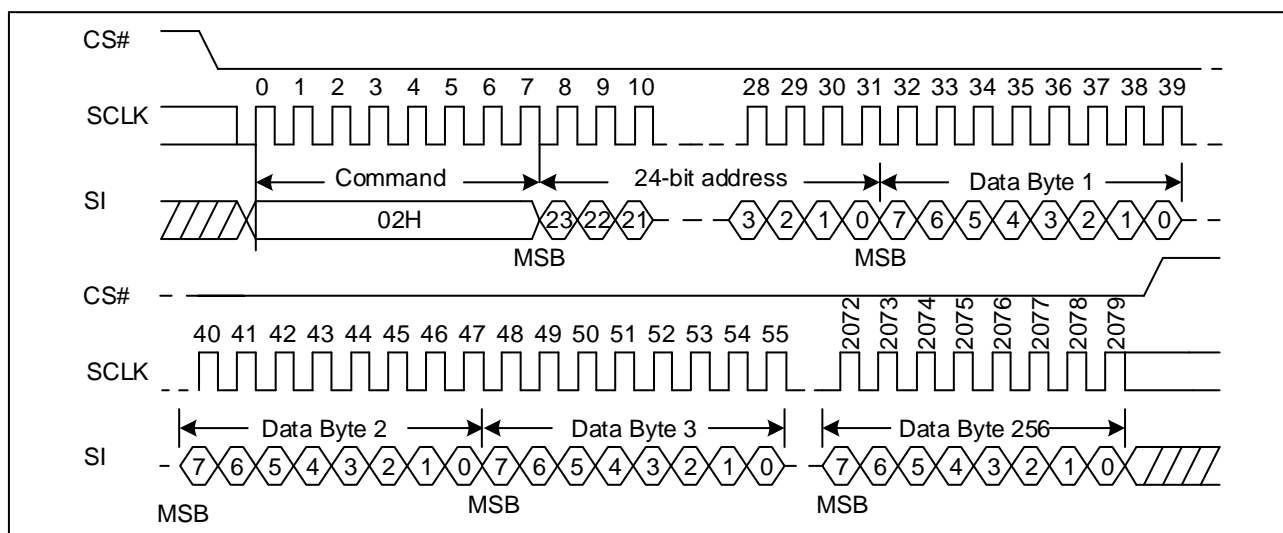 CS#
0 1 2 3 4 5 6 7 8 9 10 28 29 30 31 32 33 34 35 36 37 38 39
SCLK
Command 24-bit address Data Byte 1
SI
02H 23 22 21 3 2 1 0 7 6 5 4 3 2 1 0
MSB MSB
CS#
40 41 42 43 44 45 46 47 48 49 50 51 52 53 54 55 2072 2073 2074 2075 2076 2077 2078 2079
SCLK
Data Byte 2 Data Byte 3 Data Byte 256
SI
7 6 5 4 3 2 1 0 7 6 5 4 3 2 1 0 7 6 5 4 3 2 1 0
MSB MSB MSB